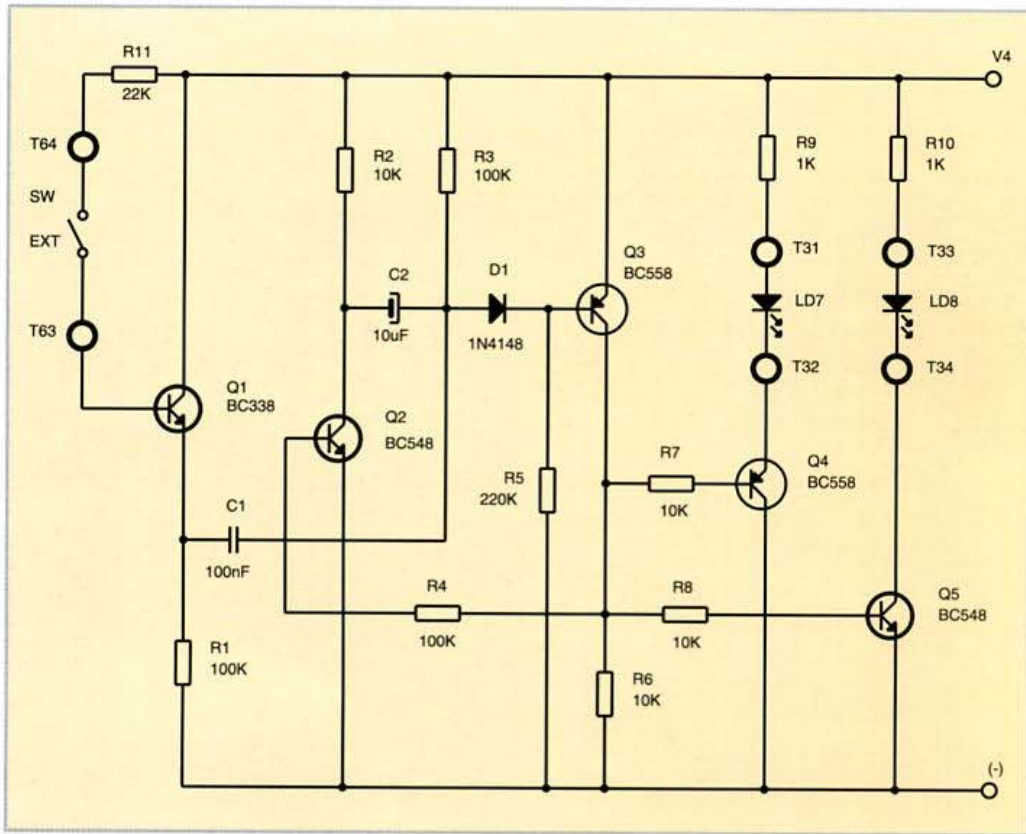 R11
22K
V4
T64
SW
EXT
T63
R2
10K
R3
100K
R9
1K
R10
1K
Q3
BC558
T31
T33
C2
10uF
D1
1N4148
LD7
LD8
T32
T34
Q1
BC338
Q2
BC548
R5
220K
R7
10K
Q4
BC558
C1
100nF
R4
100K
R8
10K
Q5
BC548
R1
100K
R6
10K
(-)